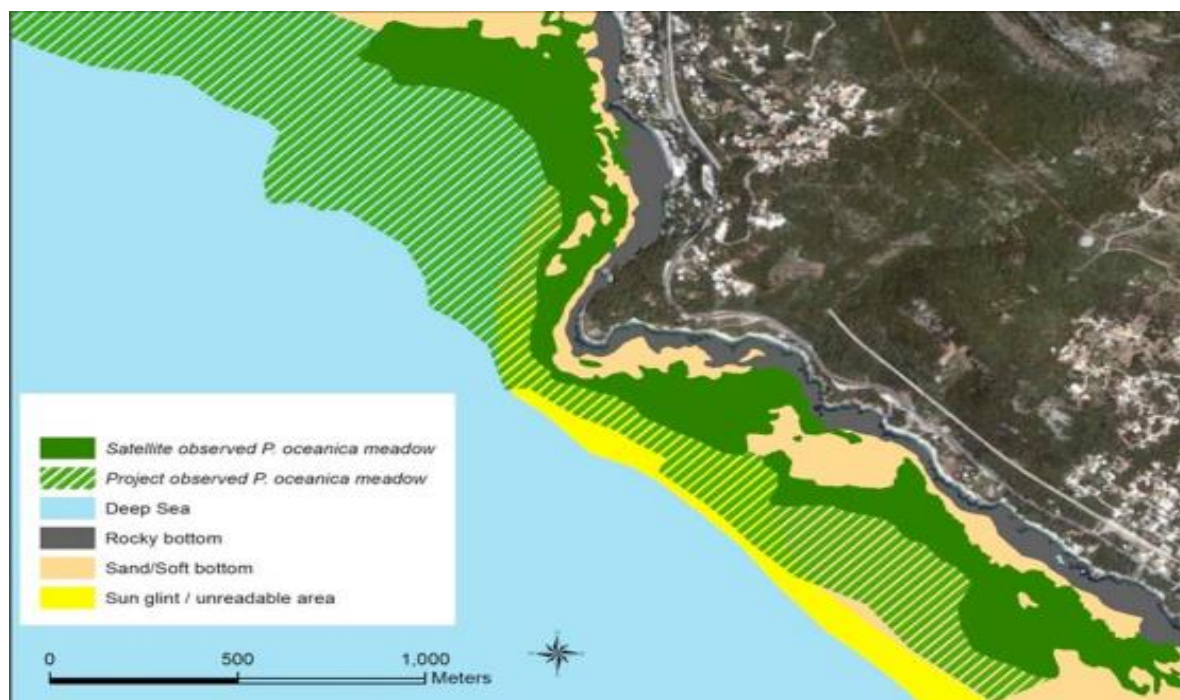 Satellite observed P. oceanica meadow
Project observed P. oceanica meadow
Deep Sea
Rocky bottom
Sand/Soft bottom
Sun glint / unreadable area
0 500 1,000
Meters